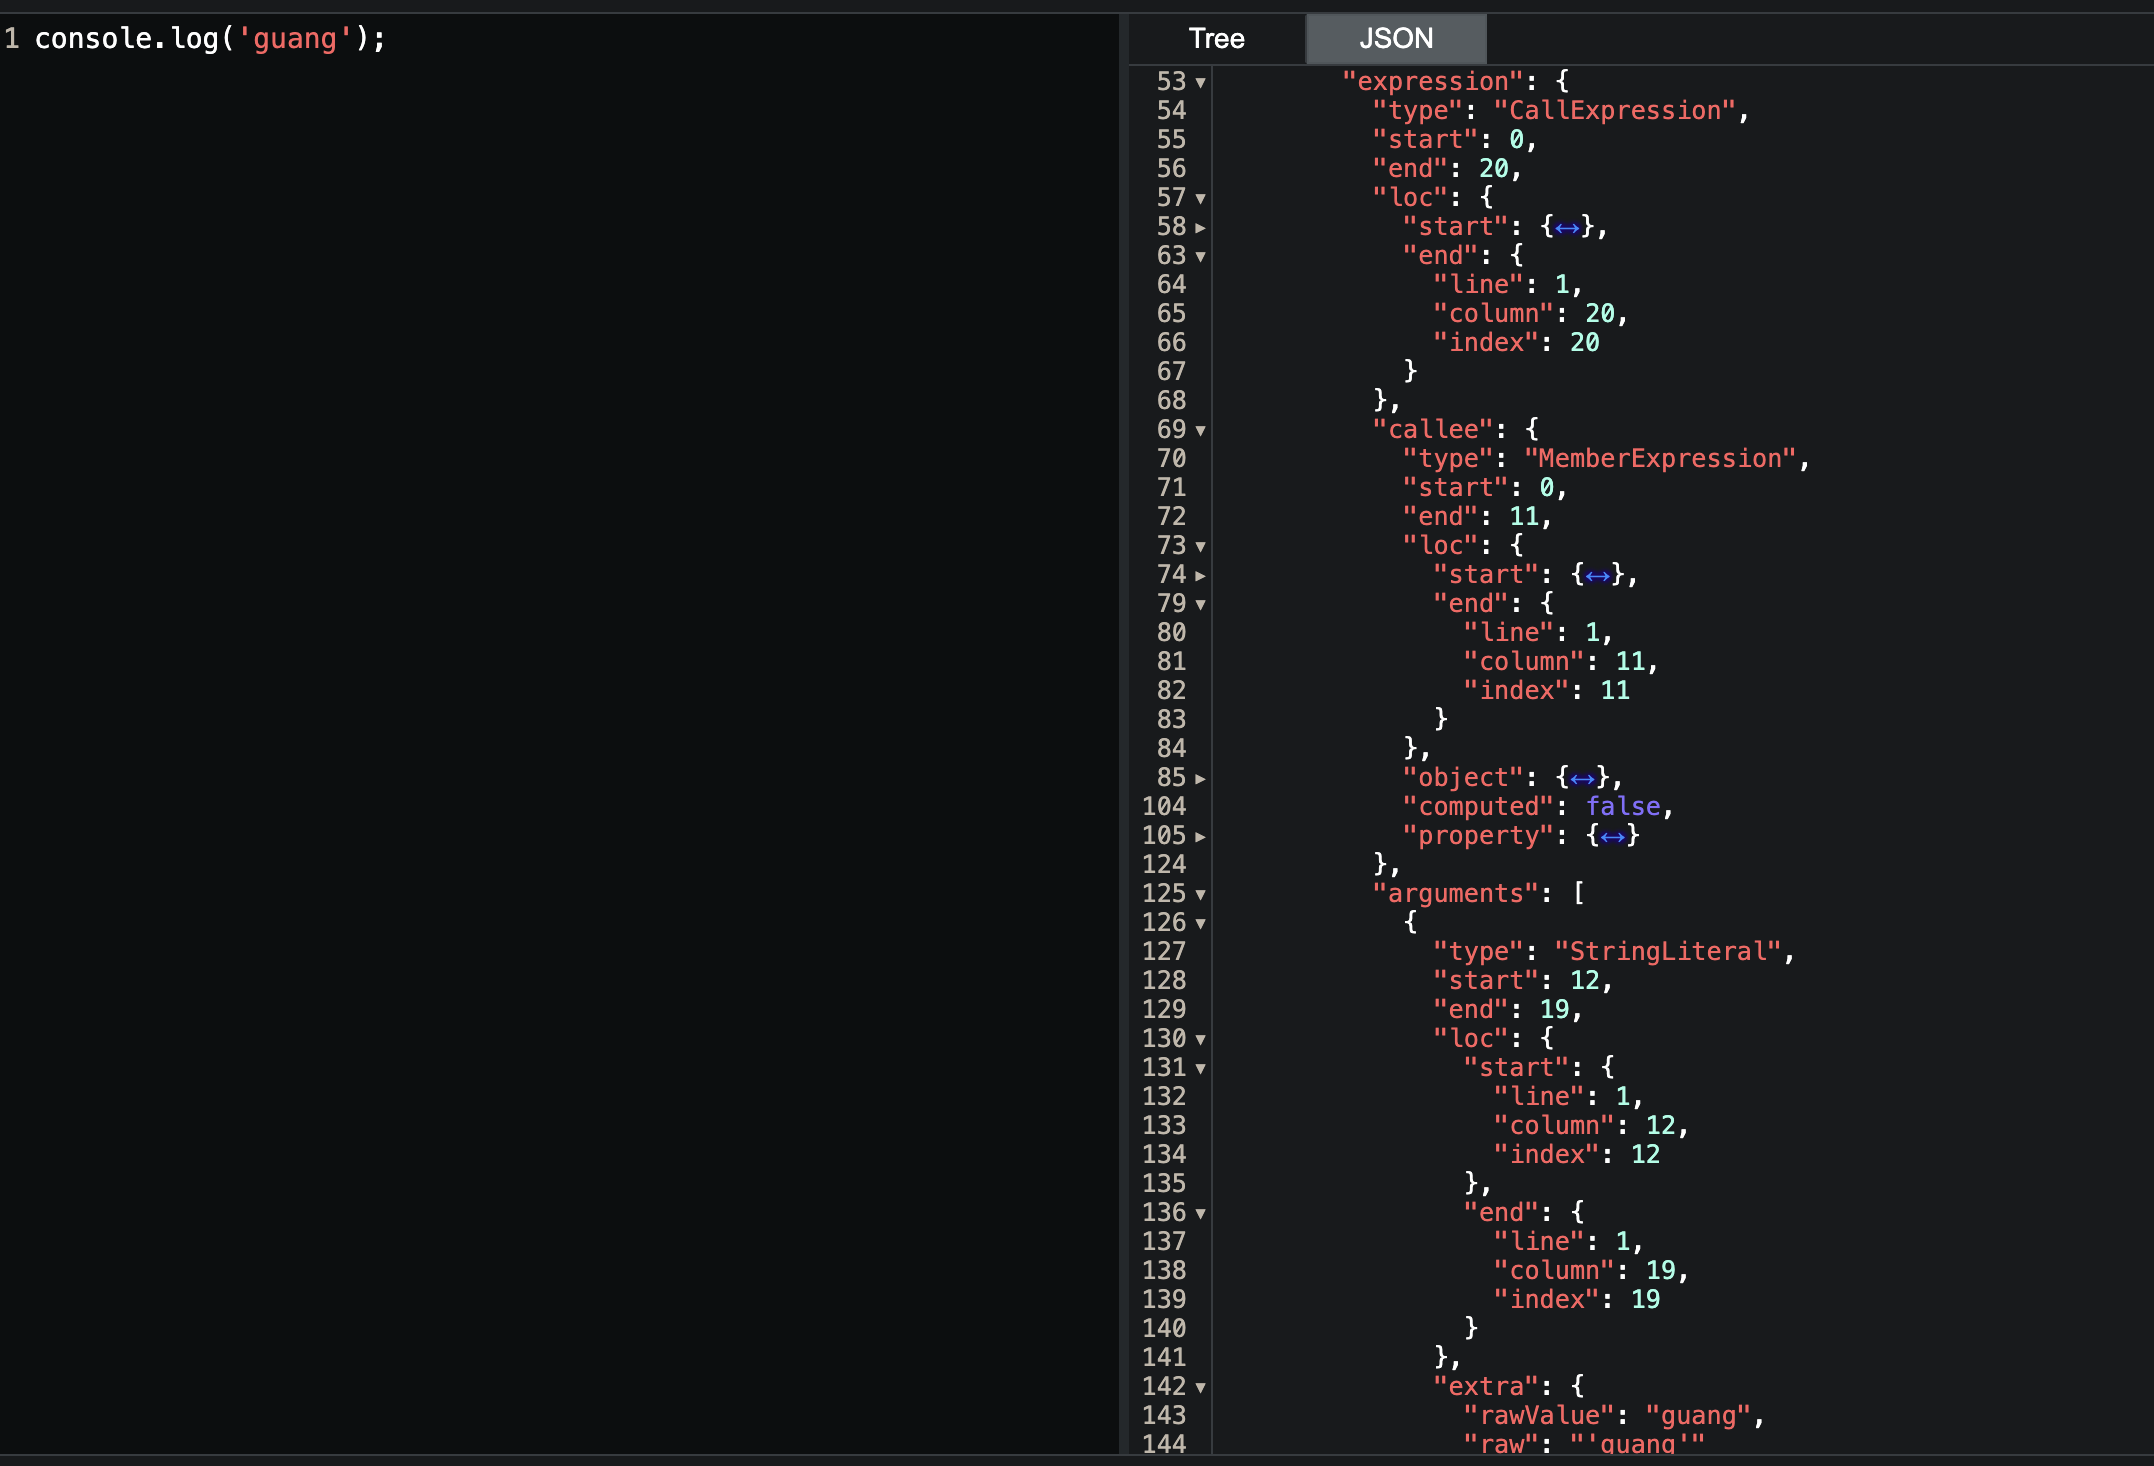 1 console.log('guang');
Tree JSON
53 "expression": {
54 "type": "CallExpression",
55 "start": 0,
56 "end": 20,
57 "loc": {
58 "start": {↔},
63 "end": {
64 "line": 1,
65 "column": 20,
66 "index": 20
67 }
68 },
69 "callee": {
70 "type": "MemberExpression",
71 "start": 0,
72 "end": 11,
73 "loc": {
74 "start": {↔},
79 "end": {
80 "line": 1,
81 "column": 11,
82 "index": 11
83 }
84 },
85 "object": {↔},
104 "computed": false,
105 "property": {↔}
124 },
125 "arguments": [
126 {
127 "type": "StringLiteral",
128 "start": 12,
129 "end": 19,
130 "loc": {
131 "start": {
132 "line": 1,
133 "column": 12,
134 "index": 12
135 },
136 "end": {
137 "line": 1,
138 "column": 19,
139 "index": 19
140 }
141 },
142 "extra": {
143 "rawValue": "guang",
144 "raw": "'guang'"